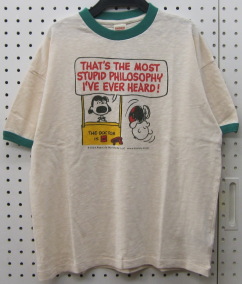 THAT'S THE MOST
STUPID PHILOSOPHY
I'VE EVER HEARD!
THE DOCTOR
IS